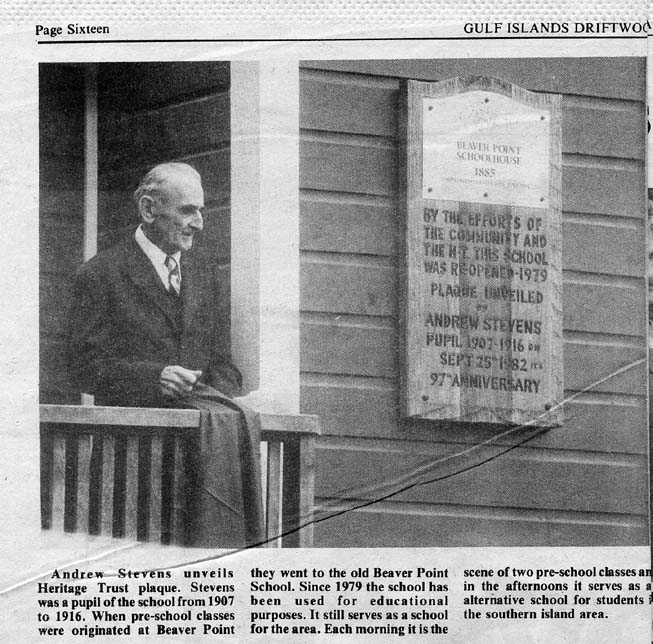 Page Sixteen
GULF ISLANDS DRIFTWOO
BEAVER POINT
SCHOOLHOUSE
1885
BY THE EFFORTS OF
THE COMMUNITY AND
THE H·T· THIS SCHOOL
WAS RE-OPENED·1979
PLAQUE UNVEILED
BY
ANDREW STEVENS
PUPIL 1907-1916 ON
SEPT 25TH 1982 ITS
97TH ANNIVERSARY
Andrew Stevens unveils
Heritage Trust plaque. Stevens
was a pupil of the school from 1907
to 1916. When pre-school classes
were originated at Beaver Point
they went to the old Beaver Point
School. Since 1979 the school has
been used for educational
purposes. It still serves as a school
for the area. Each morning it is the
scene of two pre-school classes an
in the afternoons it serves as a
alternative school for students
the southern island area.